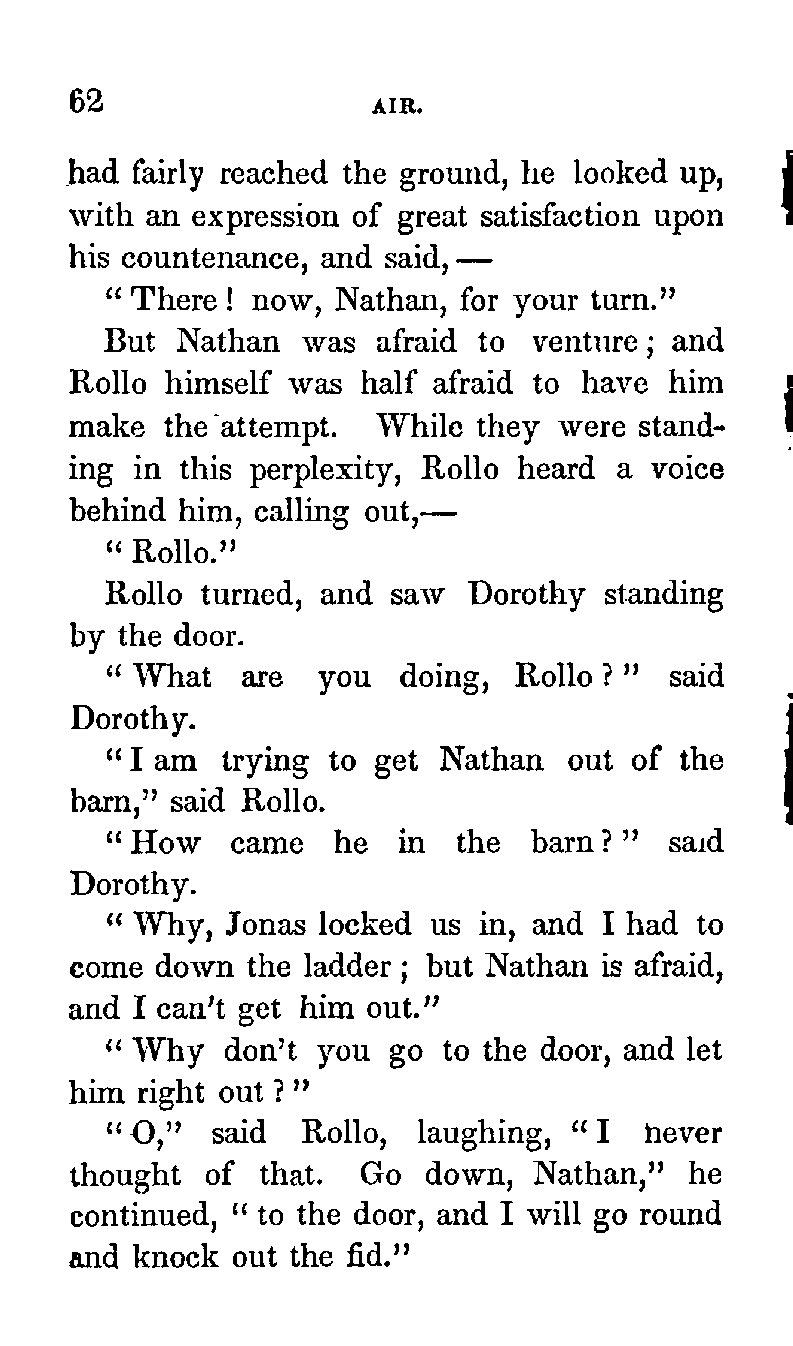 62 AIR.
had fairly reached the ground, he looked up,
with an expression of great satisfaction upon
his countenance, and said, —
“ There ! now, Nathan, for your turn.”
But Nathan was afraid to venture ; and
Rollo himself was half afraid to have him
make the attempt. While they were stand-
ing in this perplexity, Rollo heard a voice
behind him, calling out,—
“ Rollo.”
Rollo turned, and saw Dorothy standing
by the door.
“ What are you doing, Rollo ? ” said
Dorothy.
“ I am trying to get Nathan out of the
barn,” said Rollo.
“ How came he in the barn ? ” said
Dorothy.
“ Why, Jonas locked us in, and I had to
come down the ladder ; but Nathan is afraid,
and I can't get him out.”
“ Why don't you go to the door, and let
him right out ? ”
“ O,” said Rollo, laughing, “ I never
thought of that. Go down, Nathan,” he
continued, “ to the door, and I will go round
and knock out the fid.”